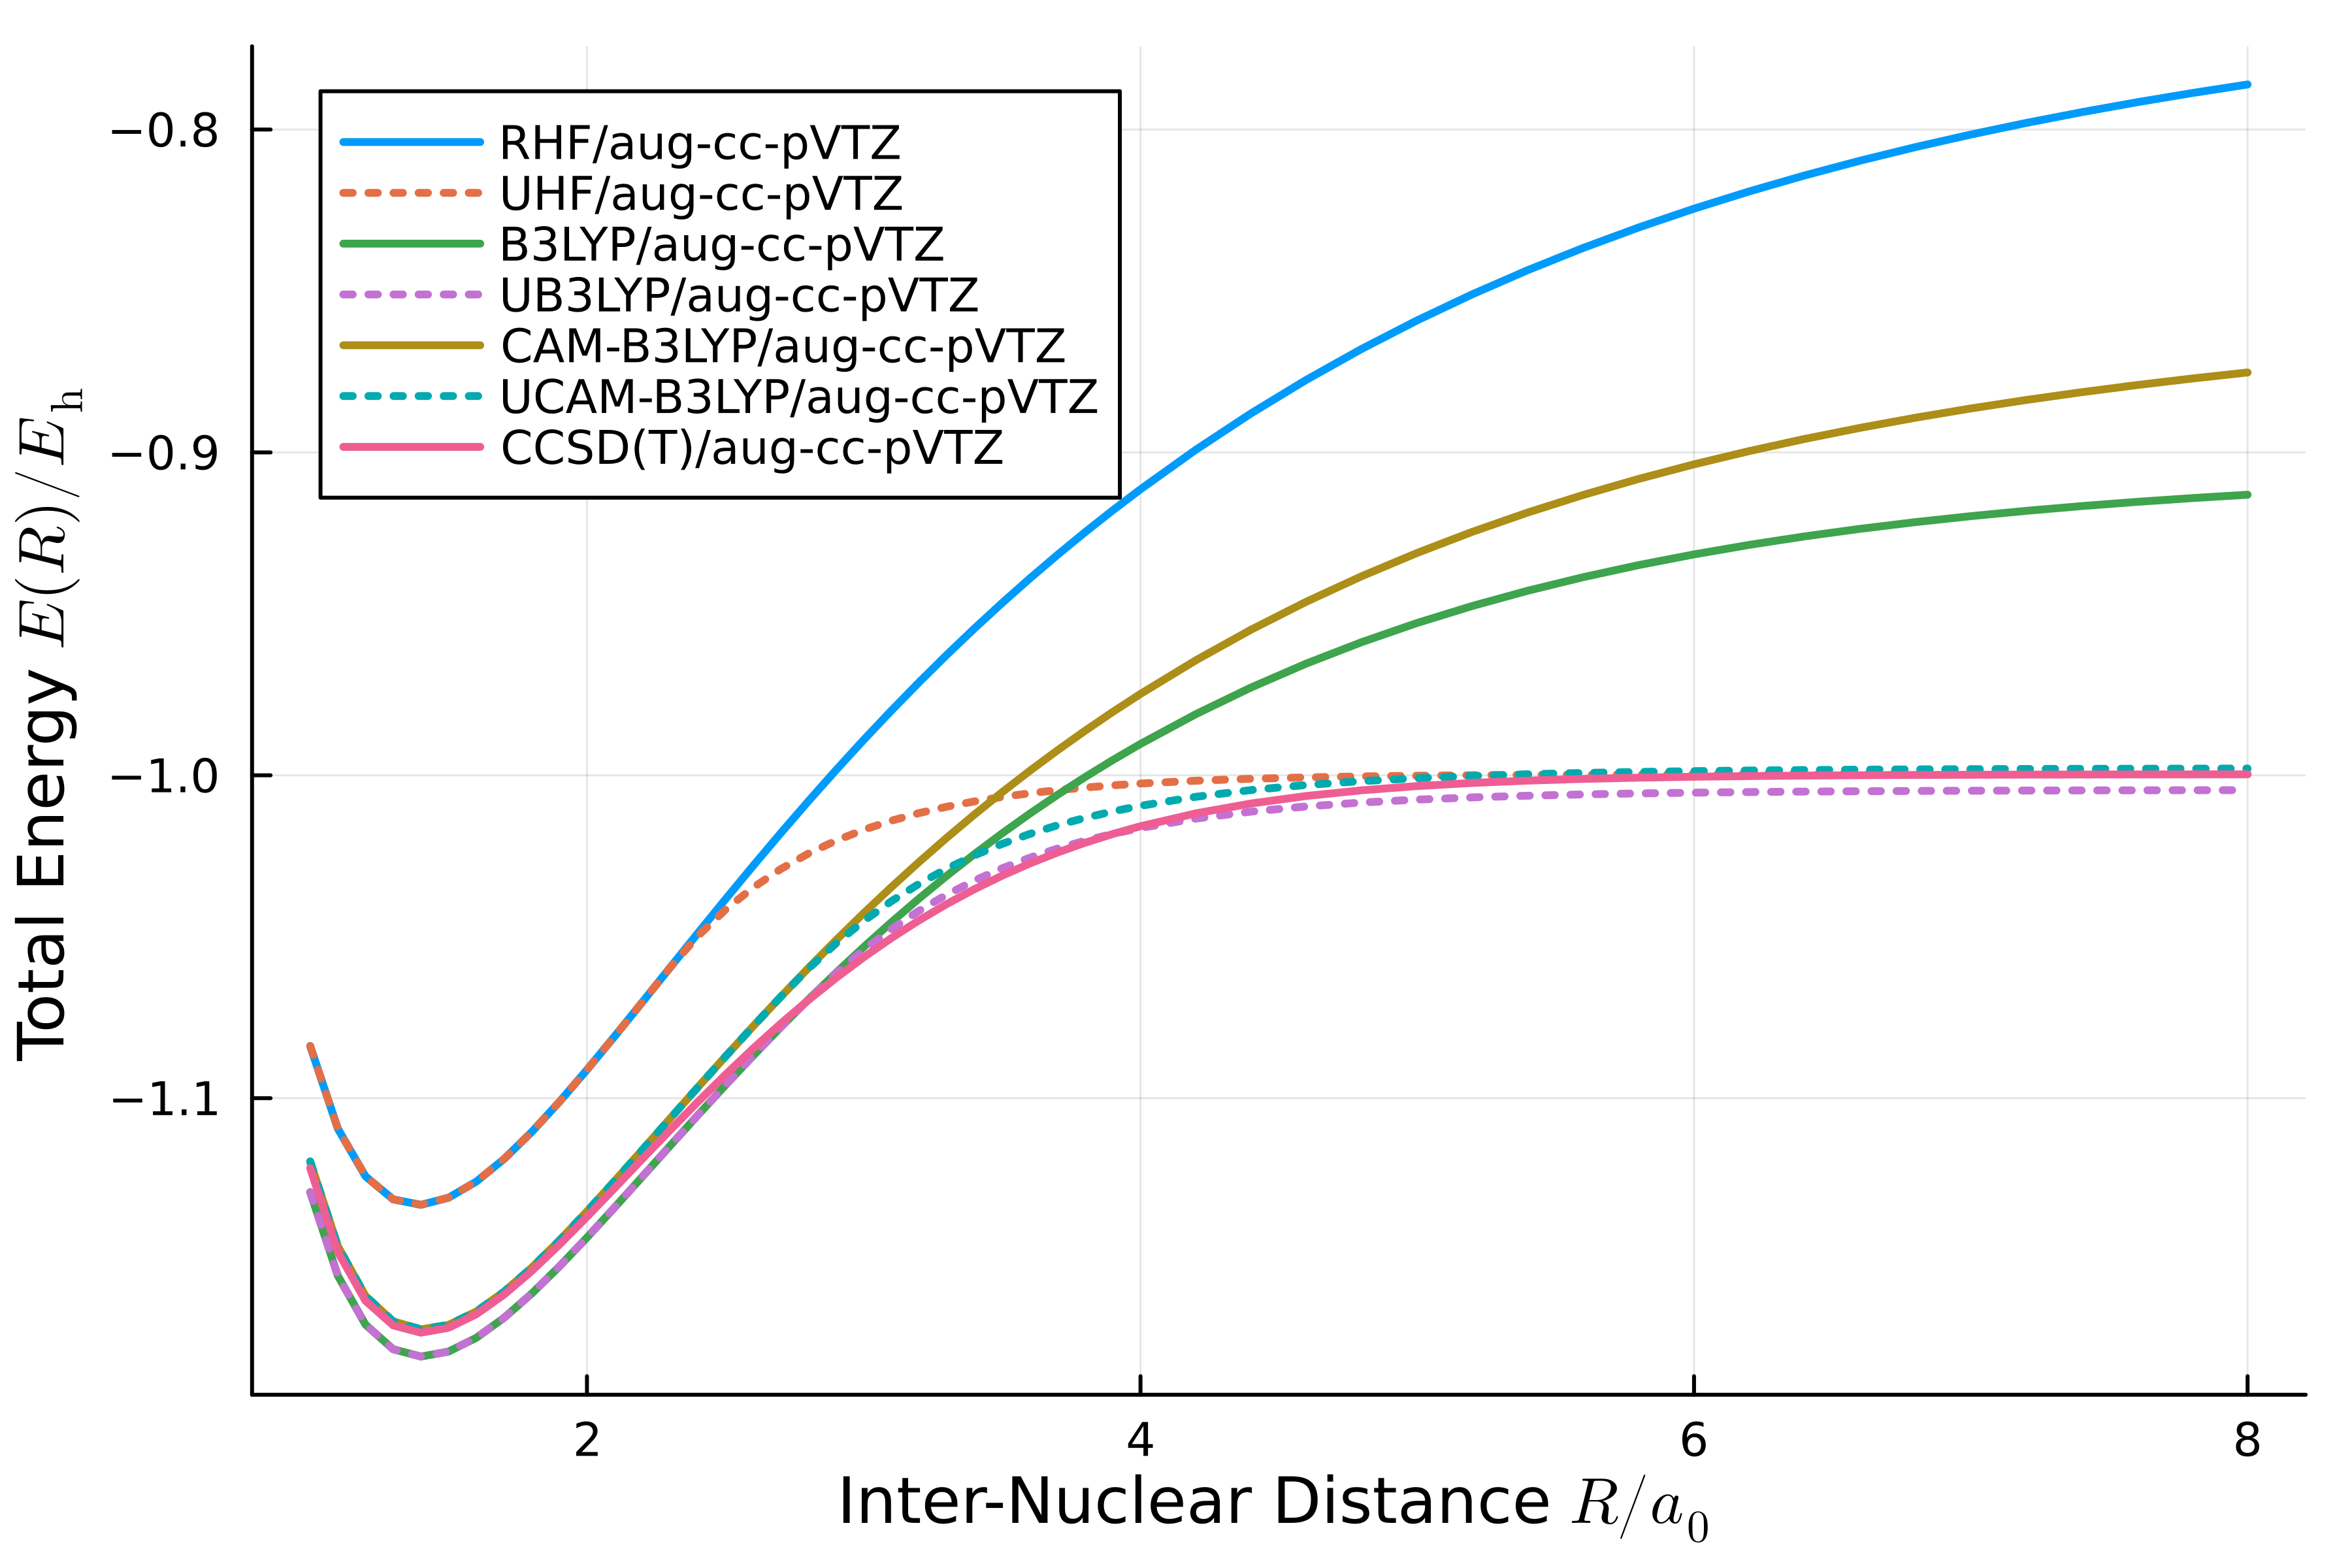 RHF/aug-cc-pVTZ
UHF/aug-cc-pVTZ
B3LYP/aug-cc-pVTZ
UB3LYP/aug-cc-pVTZ
CAM-B3LYP/aug-cc-pVTZ
UCAM-B3LYP/aug-cc-pVTZ
CCSD(T)/aug-cc-pVTZ
Total Energy E(R)/E_h
−0.8
−0.9
−1.0
−1.1
2 4 6 8
Inter-Nuclear Distance R/a_0